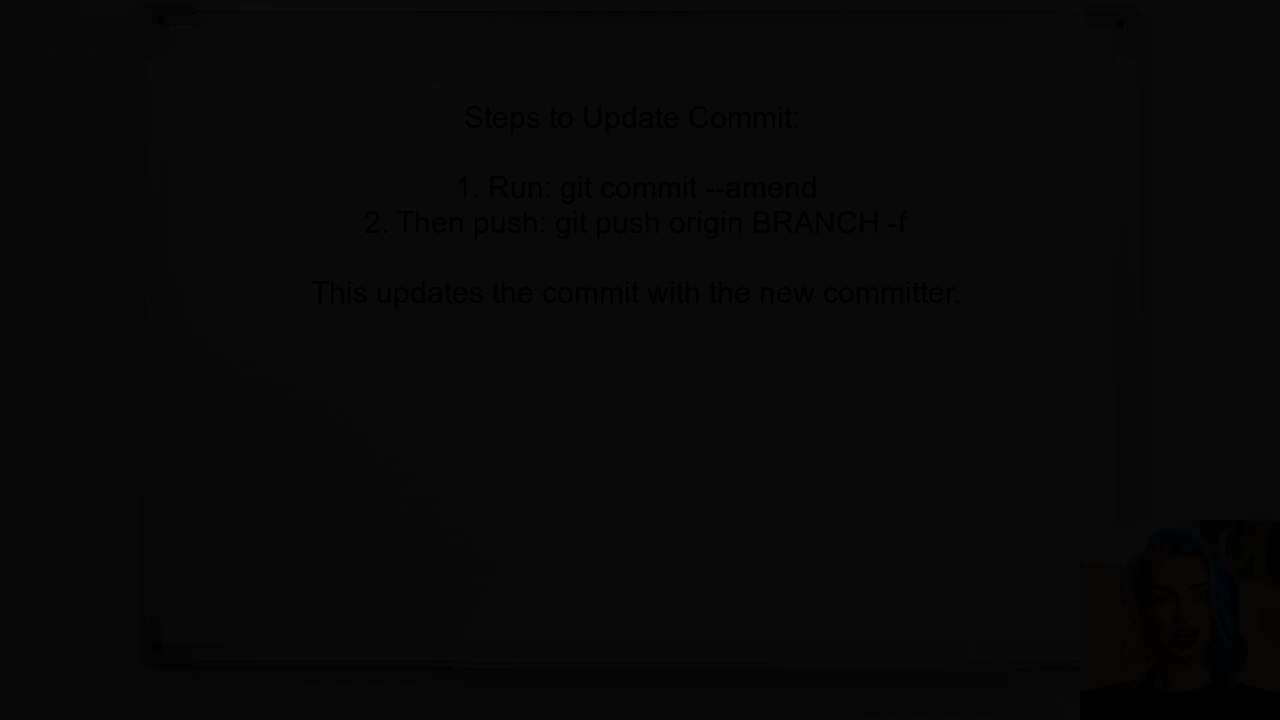 Steps to Update Commit:
1. Run: git commit --amend
2. Then push: git push origin BRANCH -f
This updates the commit with the new committer.